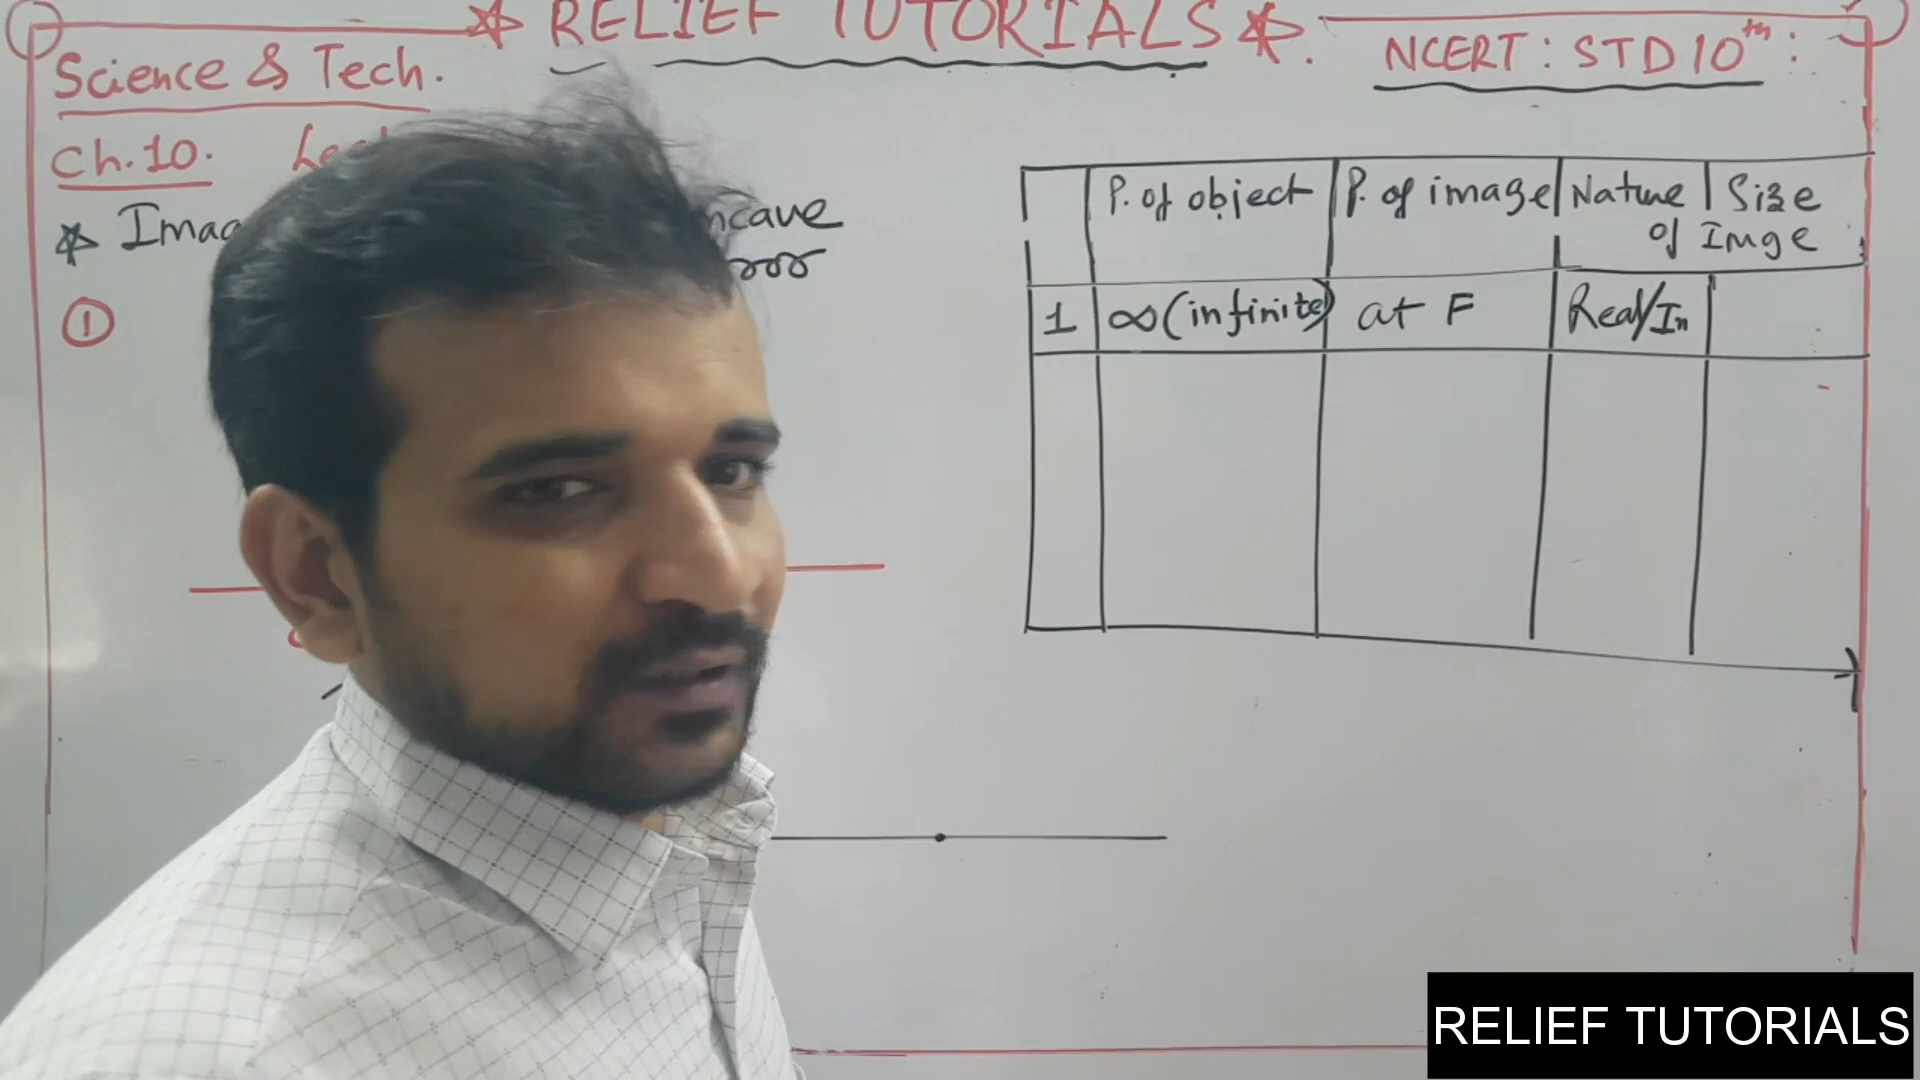 RELIEF TUTORIALS
NCERT : STD 10th :
Science & Tech.
Ch.10.
P. of object P. of image Nature Size
of Imge
①
1 ∞(infinite) at F Real/In
RELIEF TUTORIALS